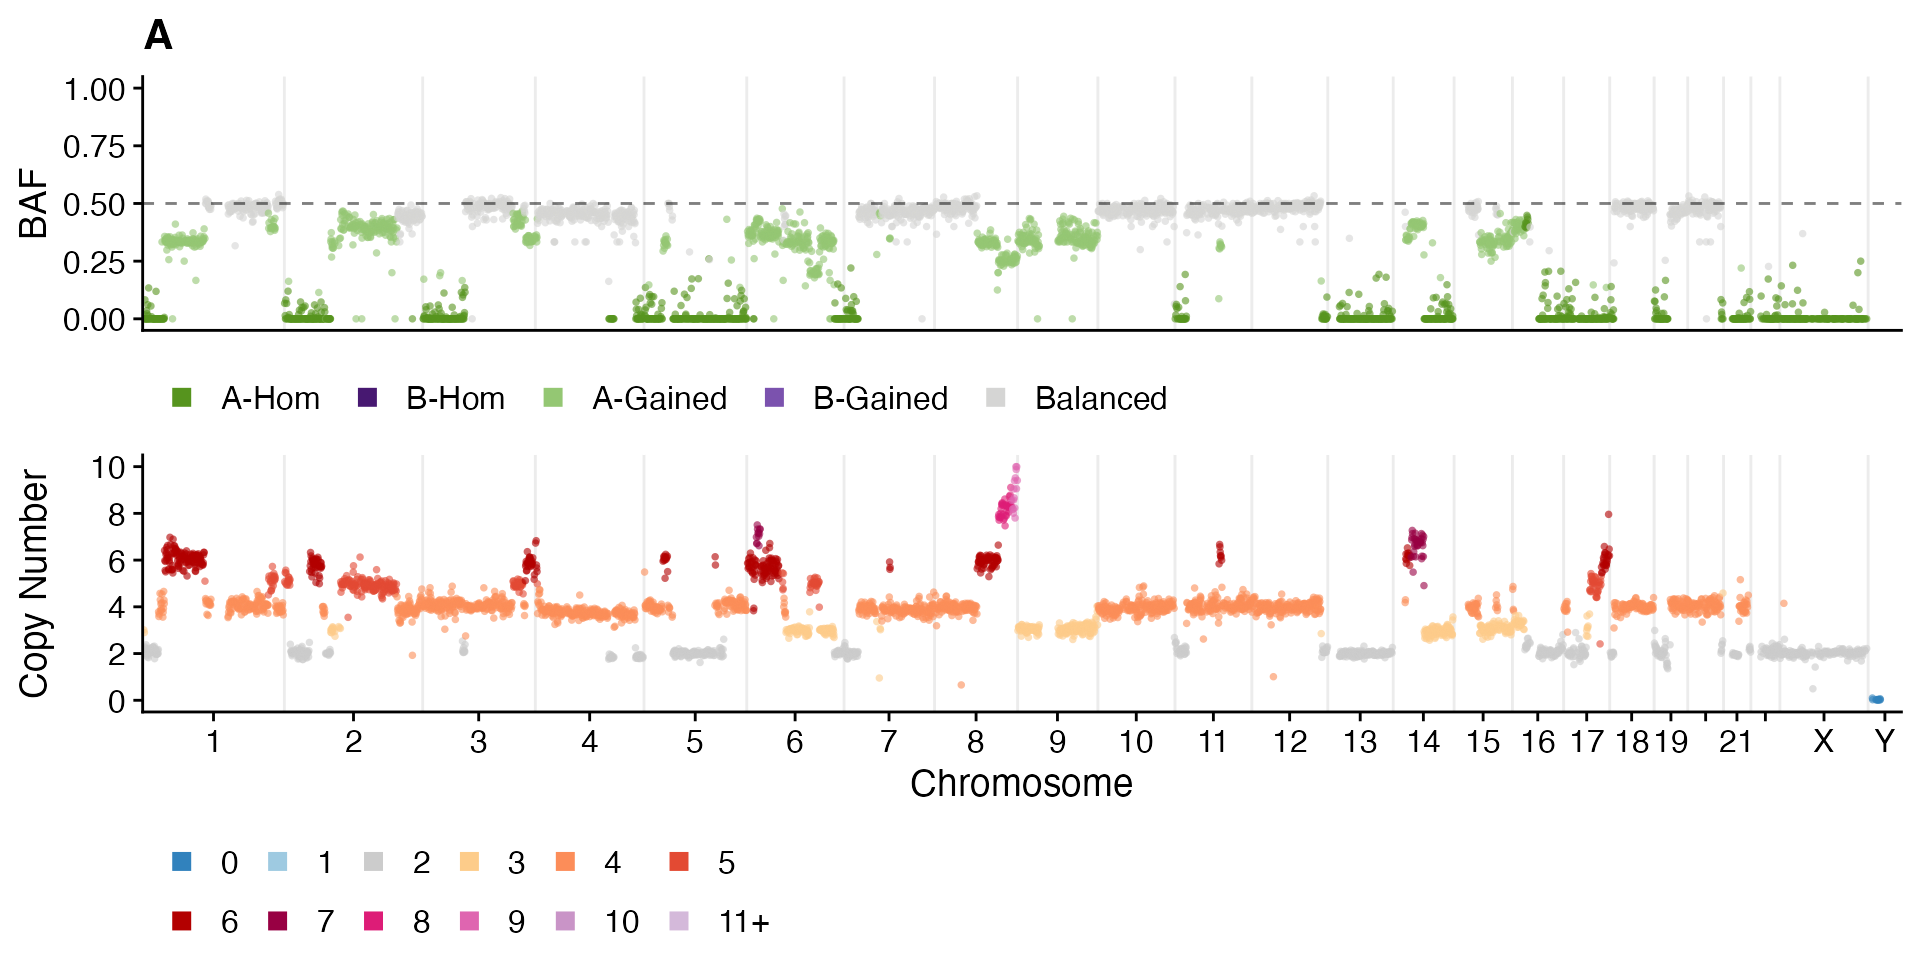 A
1.00
0.75
0.50
0.25
0.00
BAF
A-Hom B-Hom A-Gained B-Gained Balanced
10
8
6
4
2
0
Copy Number
1 2 3 4 5 6 7 8 9 10 11 12 13 14 15 16 17 18 19 21 X Y
Chromosome
0 1 2 3 4 5
6 7 8 9 10 11+